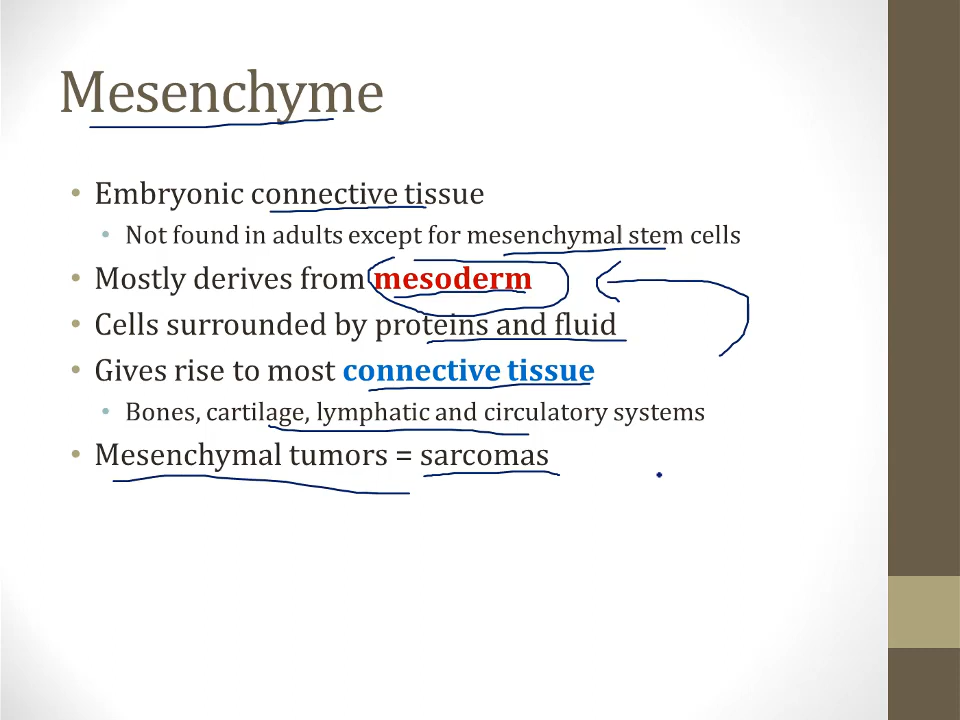 Mesenchyme
• Embryonic connective tissue
• Not found in adults except for mesenchymal stem cells
• Mostly derives from mesoderm
• Cells surrounded by proteins and fluid
• Gives rise to most connective tissue
• Bones, cartilage, lymphatic and circulatory systems
• Mesenchymal tumors = sarcomas